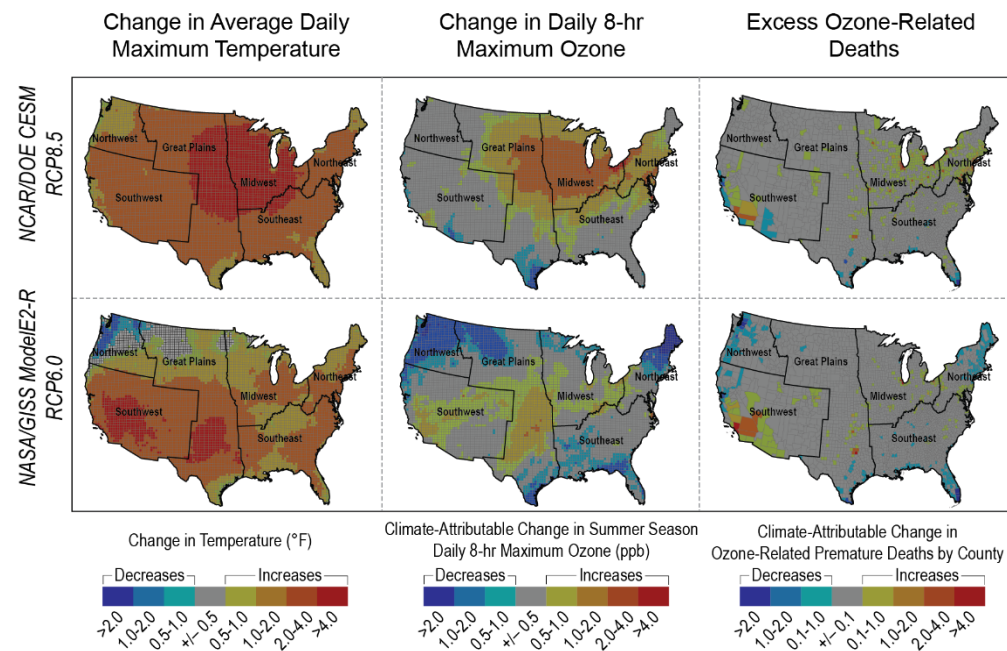 Change in Average Daily
Maximum Temperature
Change in Daily 8-hr
Maximum Ozone
Excess Ozone-Related
Deaths
NCAR/DOE CESM
RCP8.5
Northwest
Great Plains
Midwest
Northeast
Southwest
Southeast
Northwest
Great Plains
Midwest
Northeast
Southwest
Southeast
Northwest
Great Plains
Midwest
Northeast
Southwest
Southeast
NASA/GISS ModelE2-R
RCP6.0
Northwest
Great Plains
Midwest
Northeast
Southwest
Southeast
Northwest
Great Plains
Midwest
Northeast
Southwest
Southeast
Northwest
Great Plains
Midwest
Northeast
Southwest
Southeast
Change in Temperature (°F)
Decreases Increases
>2.0 1.0-2.0 0.5-1.0 +/− 0.5 0.5-1.0 1.0-2.0 2.0-4.0 >4.0
Climate-Attributable Change in Summer Season
Daily 8-hr Maximum Ozone (ppb)
Decreases Increases
>2.0 1.0-2.0 0.5-1.0 +/− 0.5 0.5-1.0 1.0-2.0 2.0-4.0 >4.0
Climate-Attributable Change in
Ozone-Related Premature Deaths by County
Decreases Increases
>2.0 1.0-2.0 0.1-1.0 +/− 0.1 0.1-1.0 1.0-2.0 2.0-4.0 >4.0